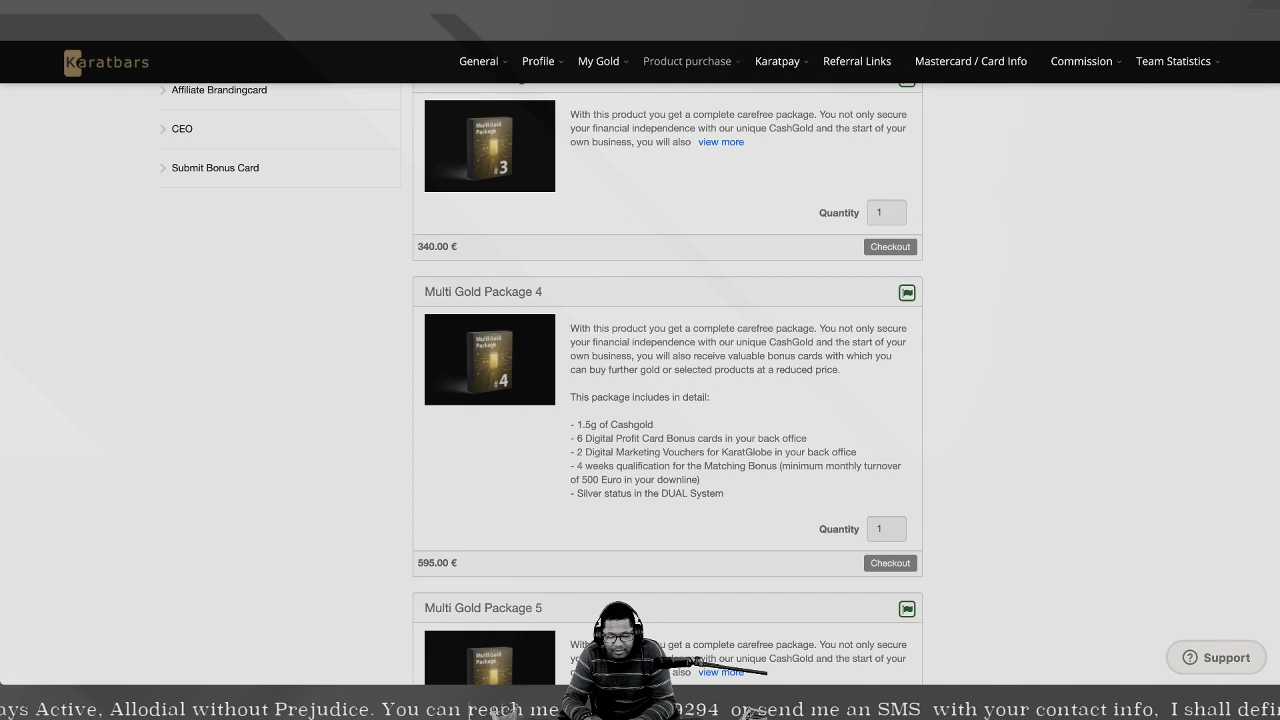 Karatbars
General
Profile
My Gold
Product purchase
Karatpay
Referral Links
Mastercard / Card Info
Commission
Team Statistics
Affiliate Brandingcard
CEO
Submit Bonus Card
Multi Gold
Package
#3
With this product you get a complete carefree package. You not only secure
your financial independence with our unique CashGold and the start of your
own business, you will also view more
Quantity 1
340.00 €
Checkout
Multi Gold Package 4
Multi Gold
Package
#4
With this product you get a complete carefree package. You not only secure
your financial independence with our unique CashGold and the start of your
own business, you will also receive valuable bonus cards with which you
can buy further gold or selected products at a reduced price.
This package includes in detail:
- 1.5g of Cashgold
- 6 Digital Profit Card Bonus cards in your back office
- 2 Digital Marketing Vouchers for KaratGlobe in your back office
- 4 weeks qualification for the Matching Bonus (minimum monthly turnover
of 500 Euro in your downline)
- Silver status in the DUAL System
Quantity 1
595.00 €
Checkout
Multi Gold Package 5
Multi Gold
Package
u get a complete carefree package. You not only secure
with our unique CashGold and the start of your
also view more
Support
ays Active, Allodial without Prejudice. You can reach me 9294 or send me an SMS with your contact info, I shall defi